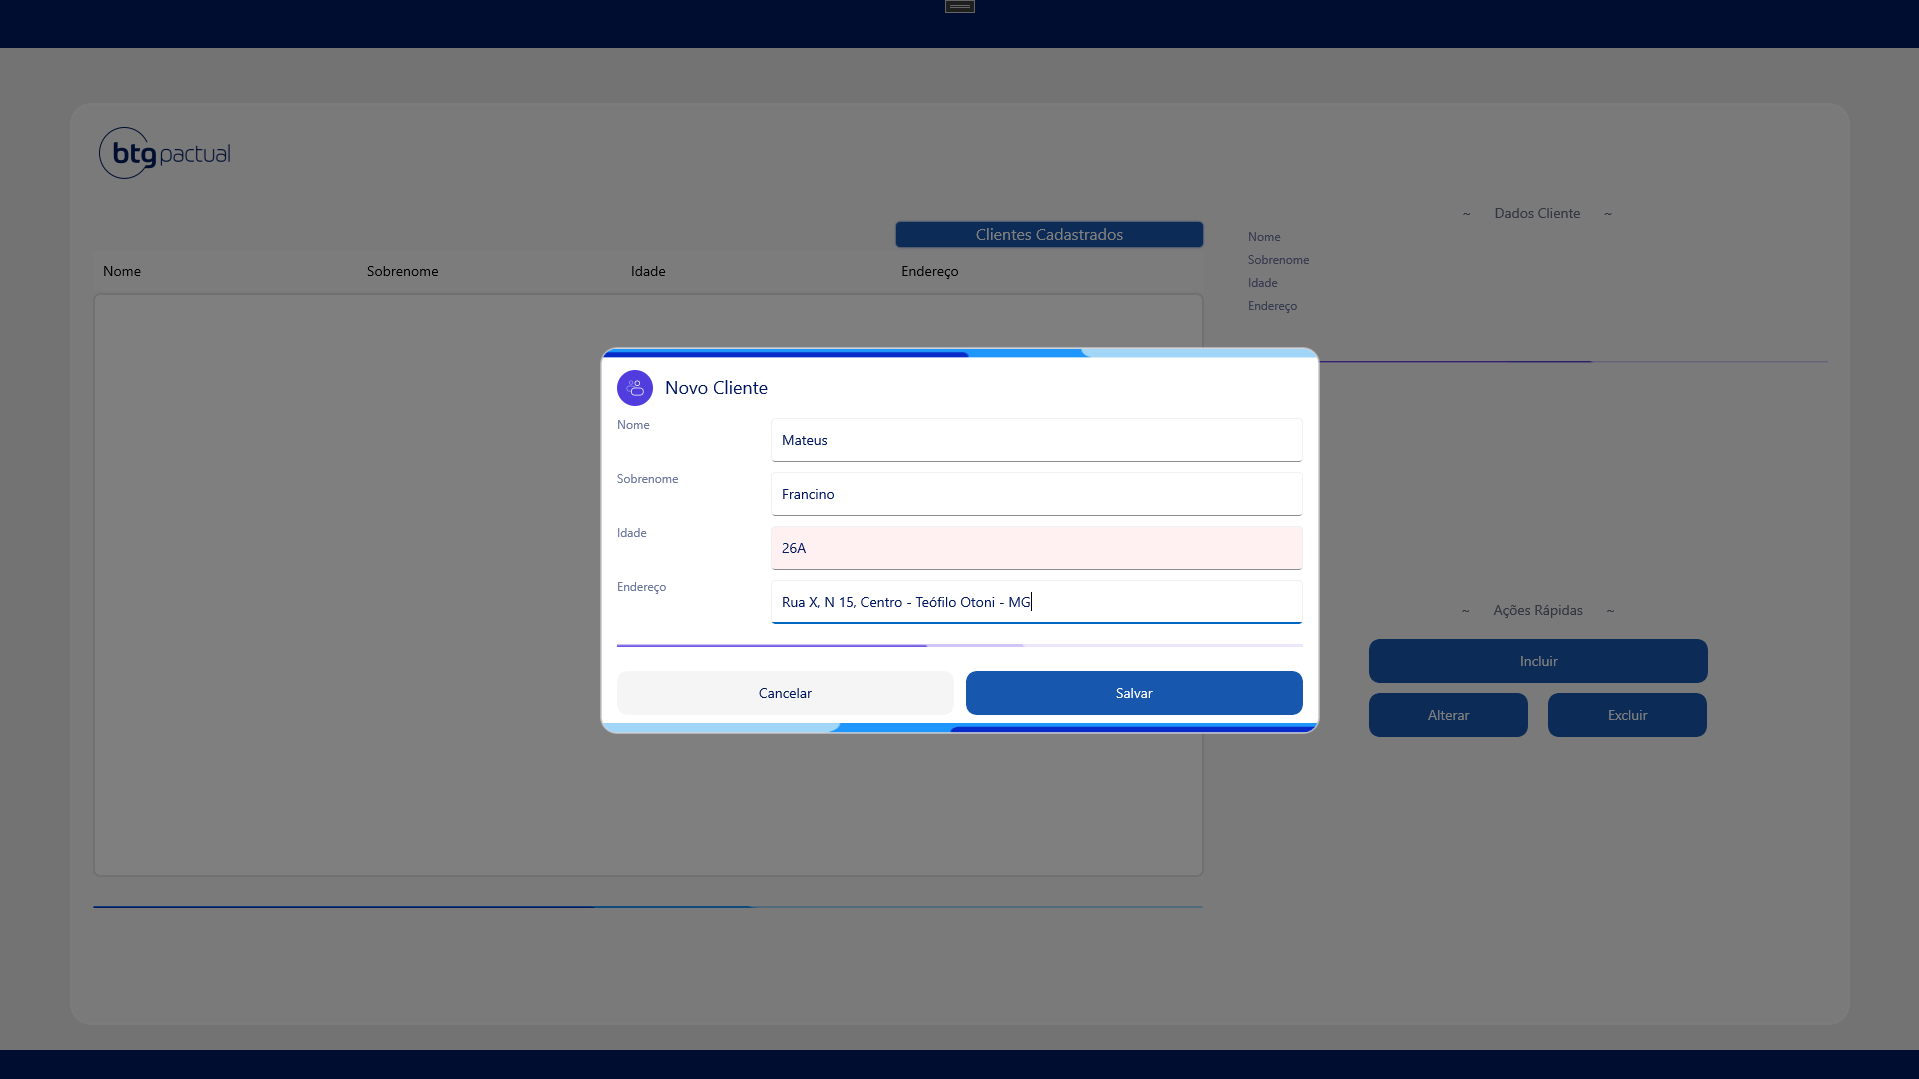 btg pactual
Clientes Cadastrados
Nome Sobrenome Idade Endereço
~ Dados Cliente ~
Nome
Sobrenome
Idade
Endereço
Novo Cliente
Nome Mateus
Sobrenome Francino
Idade 26A
Endereço Rua X, N 15, Centro - Teófilo Otoni - MG
Cancelar Salvar
~ Ações Rápidas ~
Incluir
Alterar Excluir